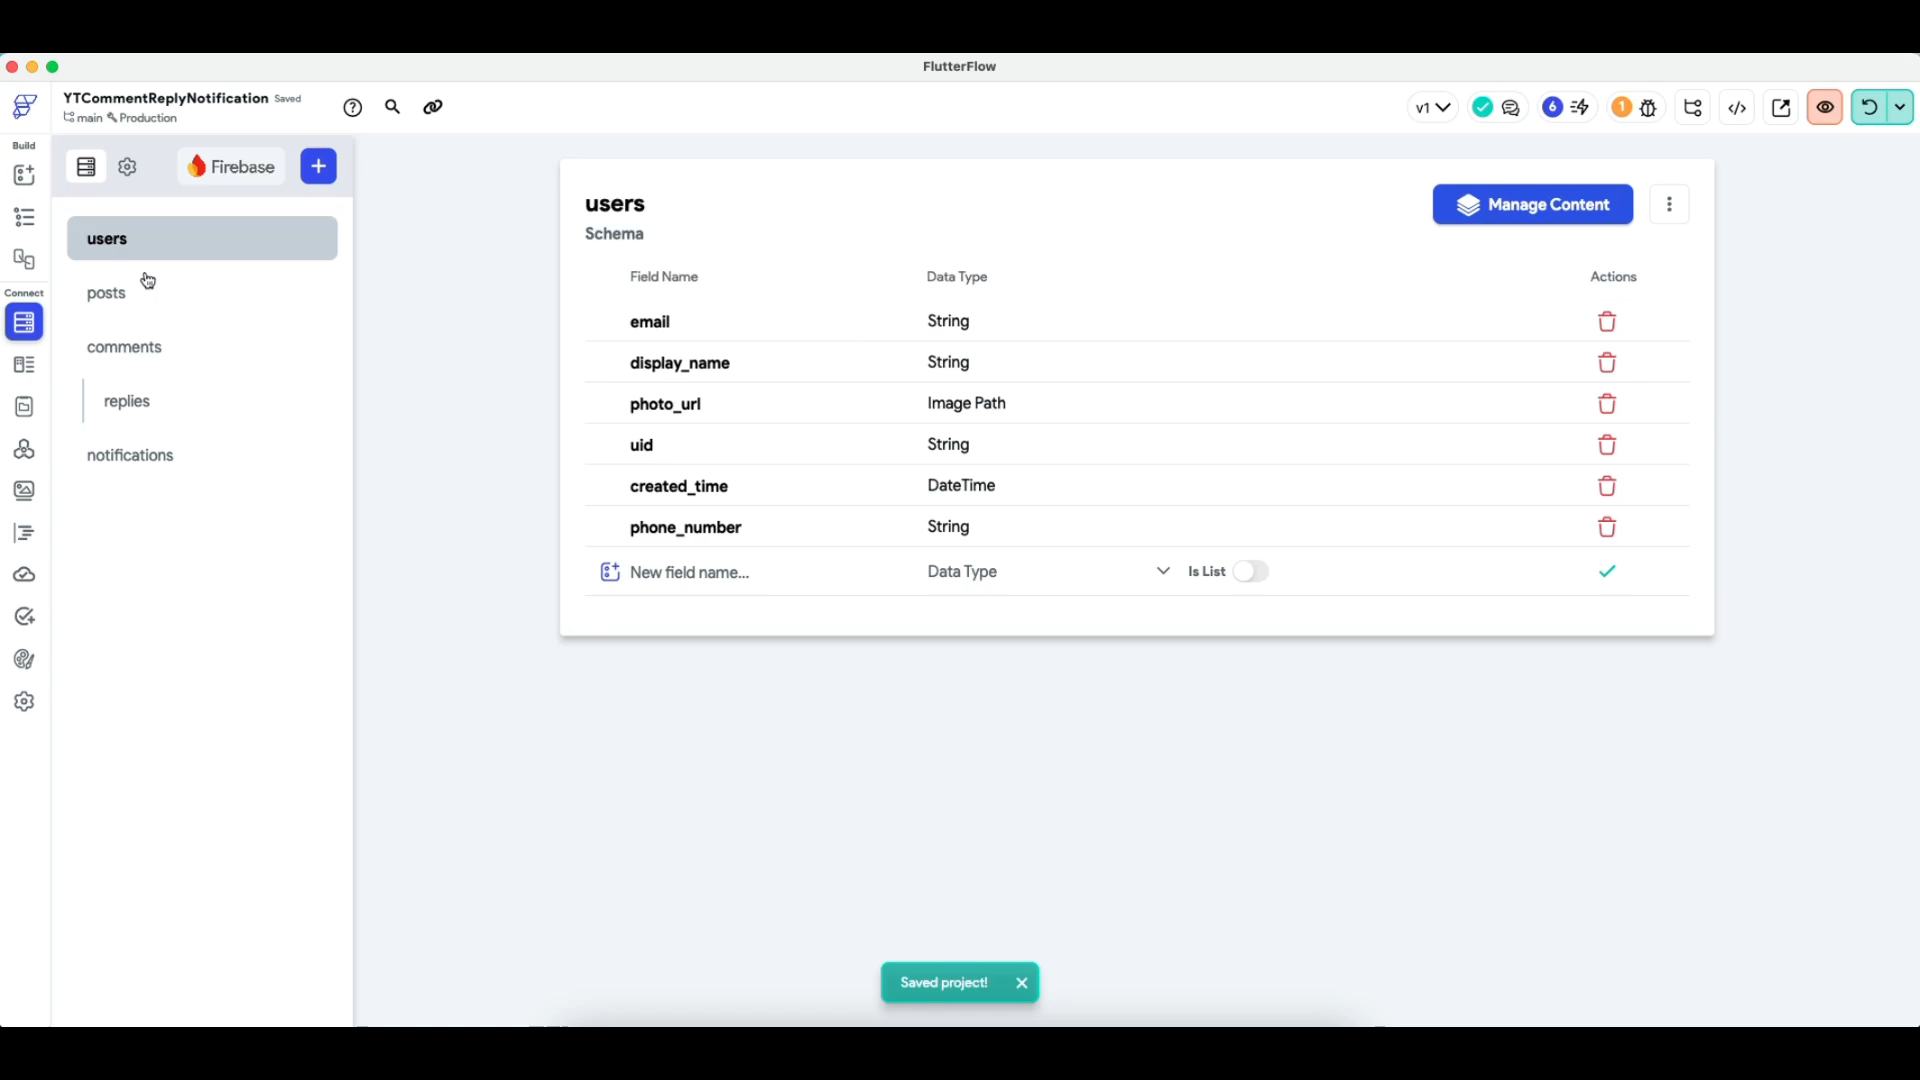 FlutterFlow
YTCommentReplyNotification Saved
main Production
v1
6
1
Build
Firebase
users
posts
Connect
comments
replies
notifications
users
Schema
Manage Content
Field Name Data Type Actions
email String
display_name String
photo_url Image Path
uid String
created_time DateTime
phone_number String
New field name... Data Type Is List
Saved project!